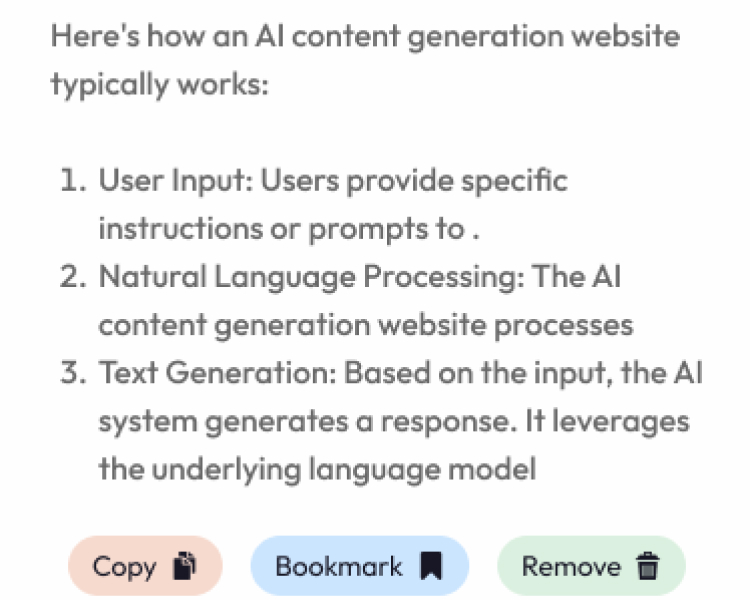 Here's how an AI content generation website
typically works:
1. User Input: Users provide specific
instructions or prompts to .
2. Natural Language Processing: The AI
content generation website processes
3. Text Generation: Based on the input, the AI
system generates a response. It leverages
the underlying language model
Copy Bookmark Remove